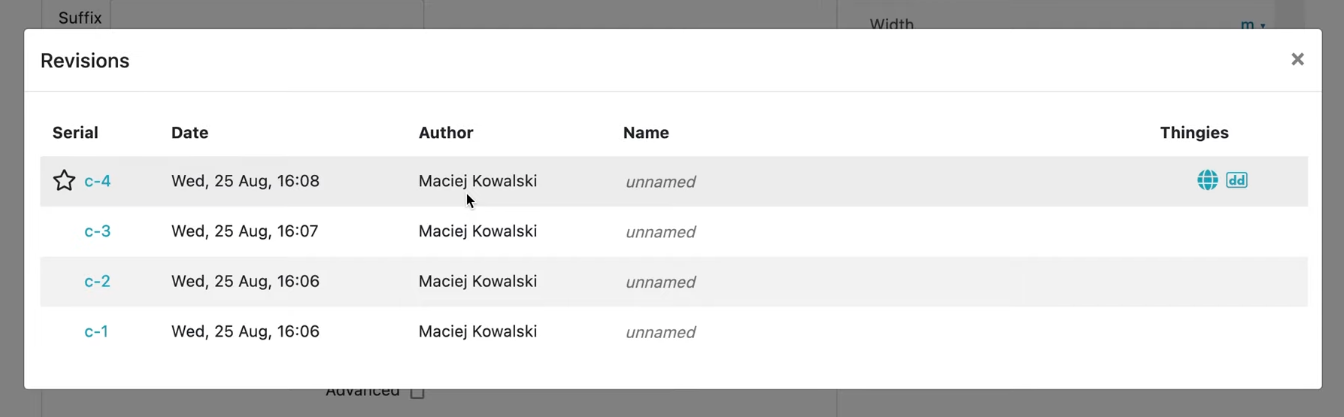 Suffix
Width m
Revisions ×
Serial Date Author Name Thingies
c-4 Wed, 25 Aug, 16:08 Maciej Kowalski unnamed dd
c-3 Wed, 25 Aug, 16:07 Maciej Kowalski unnamed
c-2 Wed, 25 Aug, 16:06 Maciej Kowalski unnamed
c-1 Wed, 25 Aug, 16:06 Maciej Kowalski unnamed
Advanced